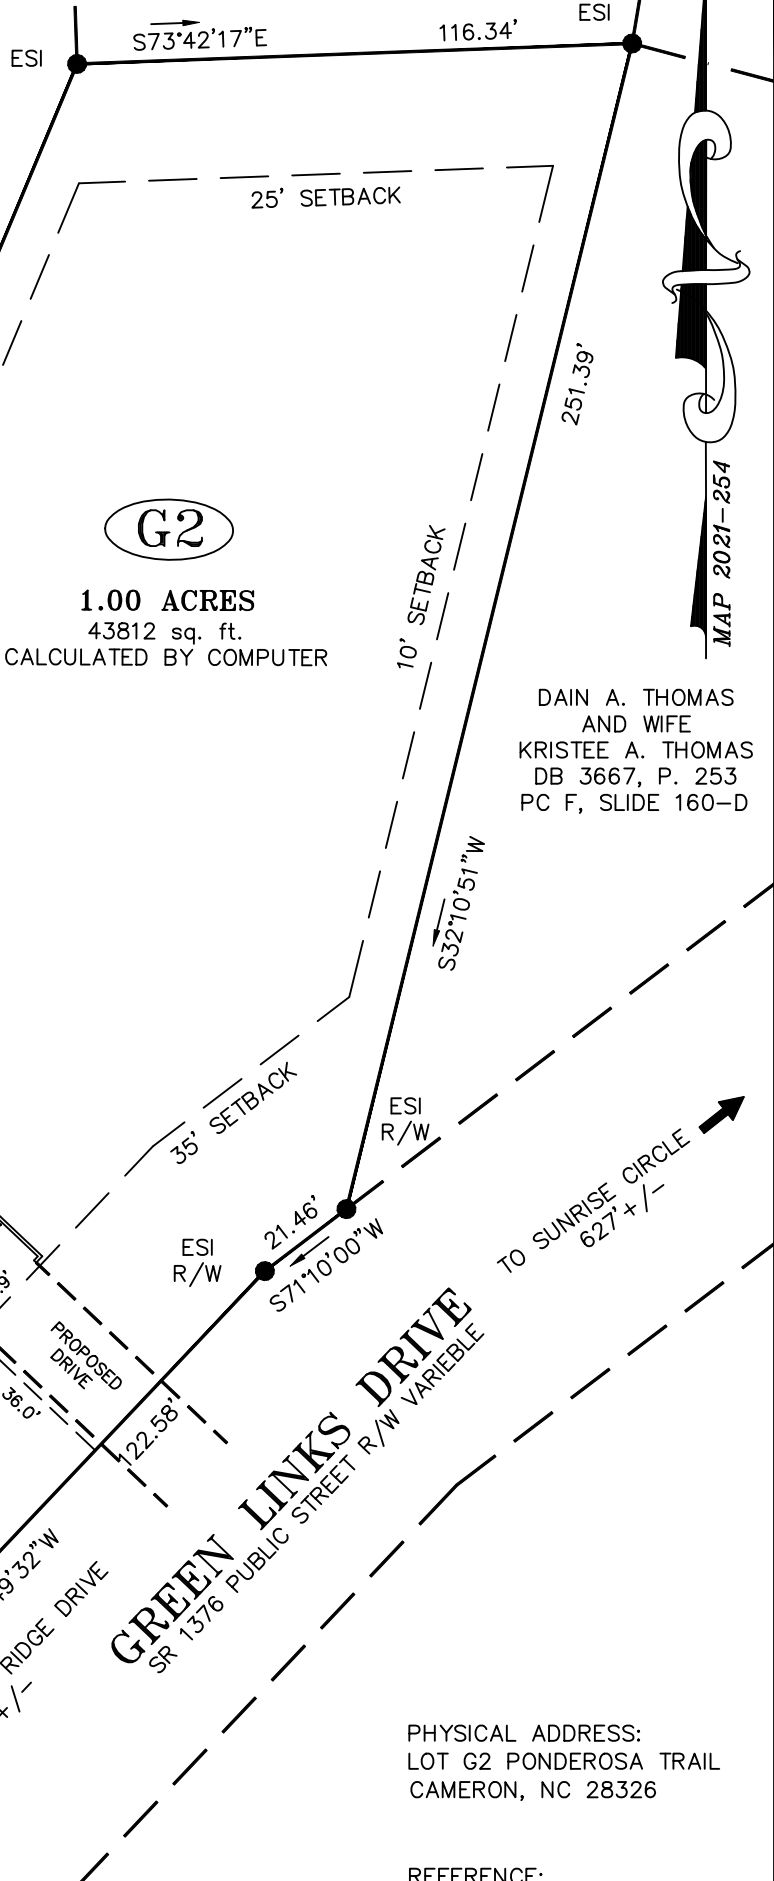 ESI
ESI
S73°42'17"E
116.34'
25' SETBACK
251.39'
G2
1.00 ACRES
43812 sq. ft.
CALCULATED BY COMPUTER
10' SETBACK
MAP 2021-254
DAIN A. THOMAS
AND WIFE
KRISTEE A. THOMAS
DB 3667, P. 253
PC F, SLIDE 160-D
S32°10'51"W
35' SETBACK
ESI
R/W
21.46'
ESI
R/W
S71°10'00"W
TO SUNRISE CIRCLE
627'+/-
PROPOSED
DRIVE
36.0'
122.58'
GREEN LINKS DRIVE
SR 1376 PUBLIC STREET R/W VARIEBLE
9'32"W
RIDGE DRIVE
+/-
PHYSICAL ADDRESS:
LOT G2 PONDEROSA TRAIL
CAMERON, NC 28326
REFERENCE: